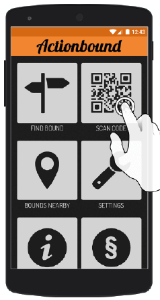 12:43
Actionbound
FIND BOUND
SCAN CODE
BOUNDS NEARBY
SETTINGS
i
§